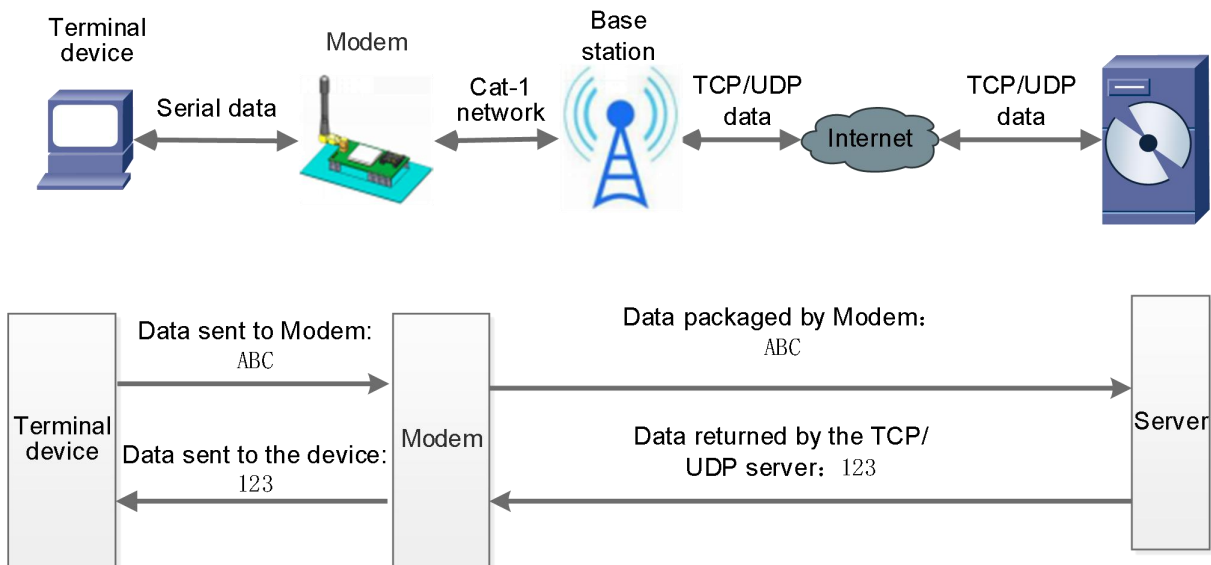 Terminal
device
Modem
Base
station
Serial data
Cat-1
network
TCP/UDP
data
Internet
TCP/UDP
data
Data sent to Modem:
ABC
Data packaged by Modem：
ABC
Terminal
device
Modem
Server
Data sent to the device:
123
Data returned by the TCP/
UDP server：123